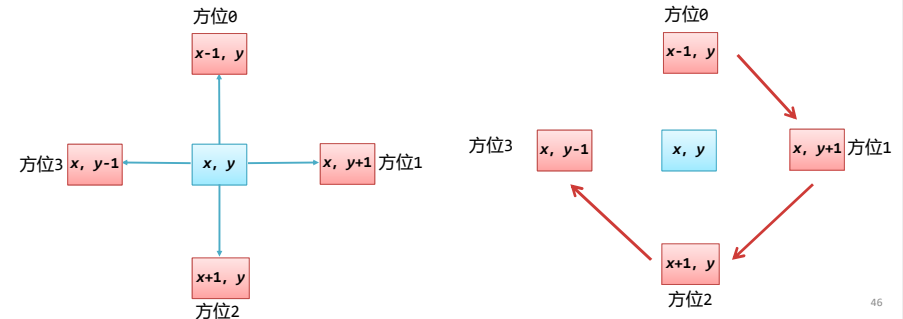 方位0
x-1, y
方位3
x, y-1
x, y
x, y+1
方位1
x+1, y
方位2
方位0
x-1, y
方位3
x, y-1
x, y
x, y+1
方位1
x+1, y
方位2
46